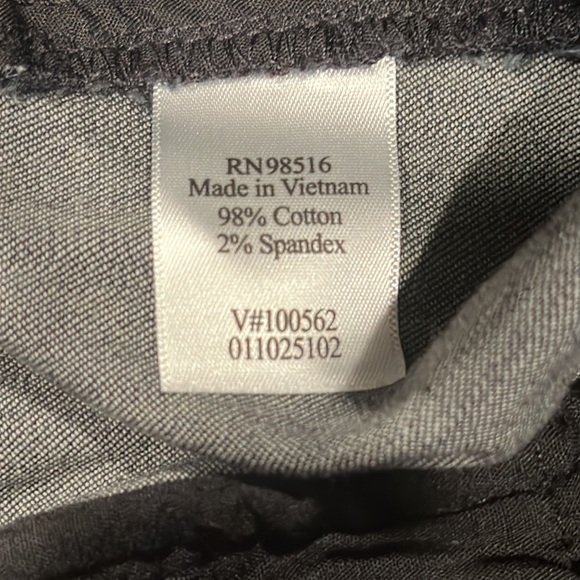 RN98516
Made in Vietnam
98% Cotton
2% Spandex
V#100562
011025102